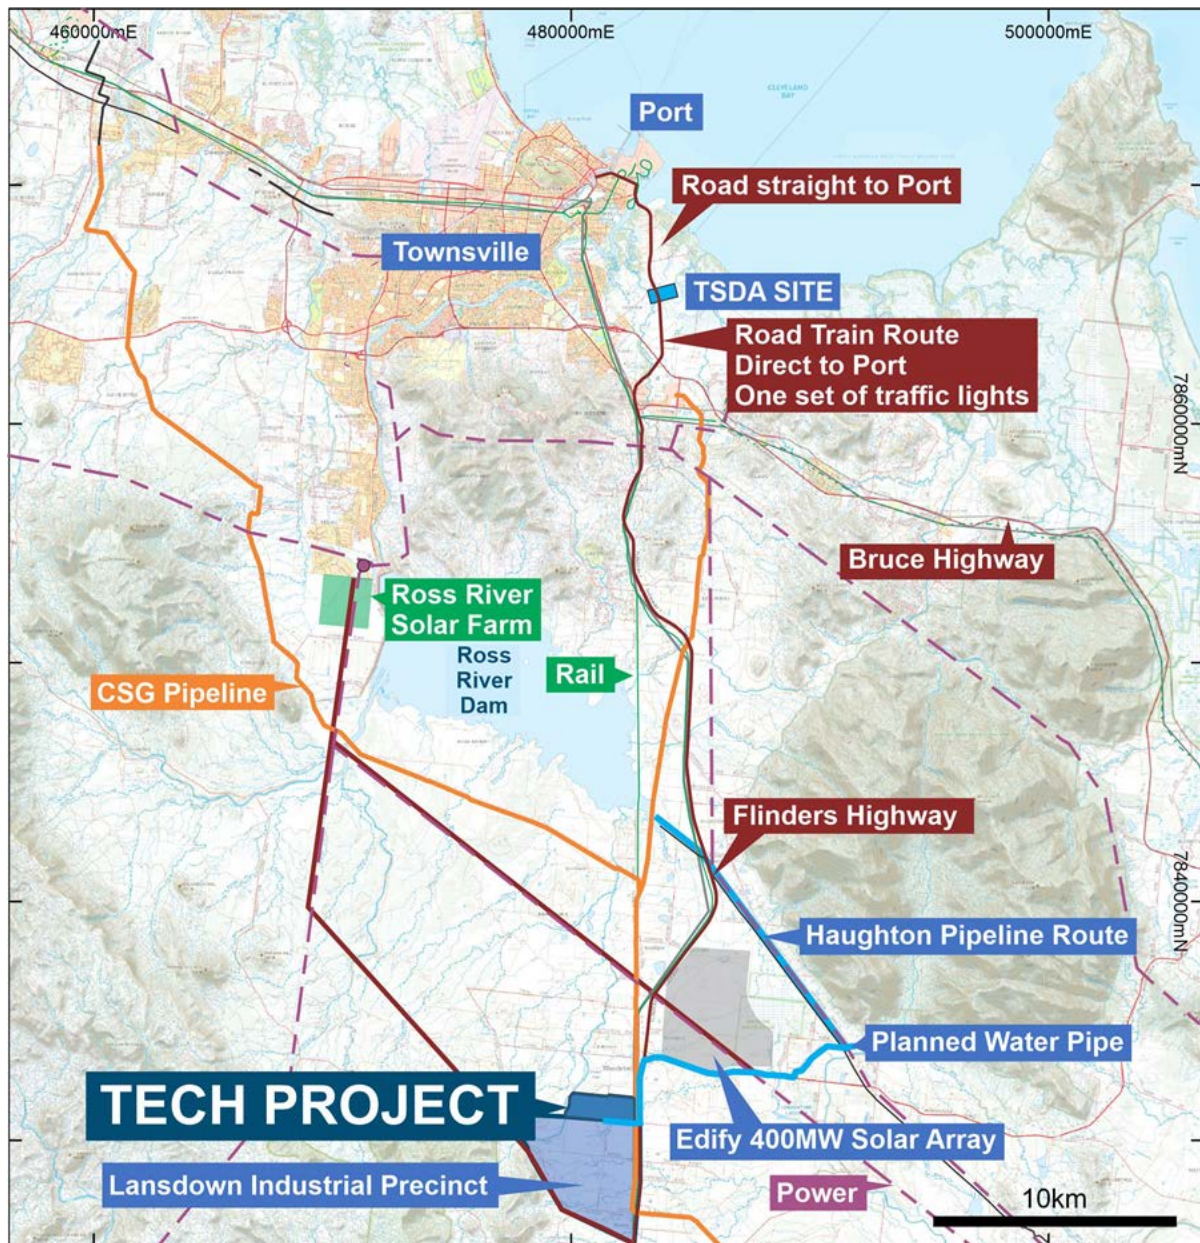 460000mE
480000mE
500000mE
CLEVELAND
BAY
Port
Road straight to Port
Townsville
TSDA SITE
Road Train Route
Direct to Port
One set of traffic lights
7860000mN
Bruce Highway
Ross River
Solar Farm
Ross
River
Dam
Rail
CSG Pipeline
Flinders Highway
7840000mN
Haughton Pipeline Route
Planned Water Pipe
TECH PROJECT
Edify 400MW Solar Array
Lansdown Industrial Precinct
Power
10km